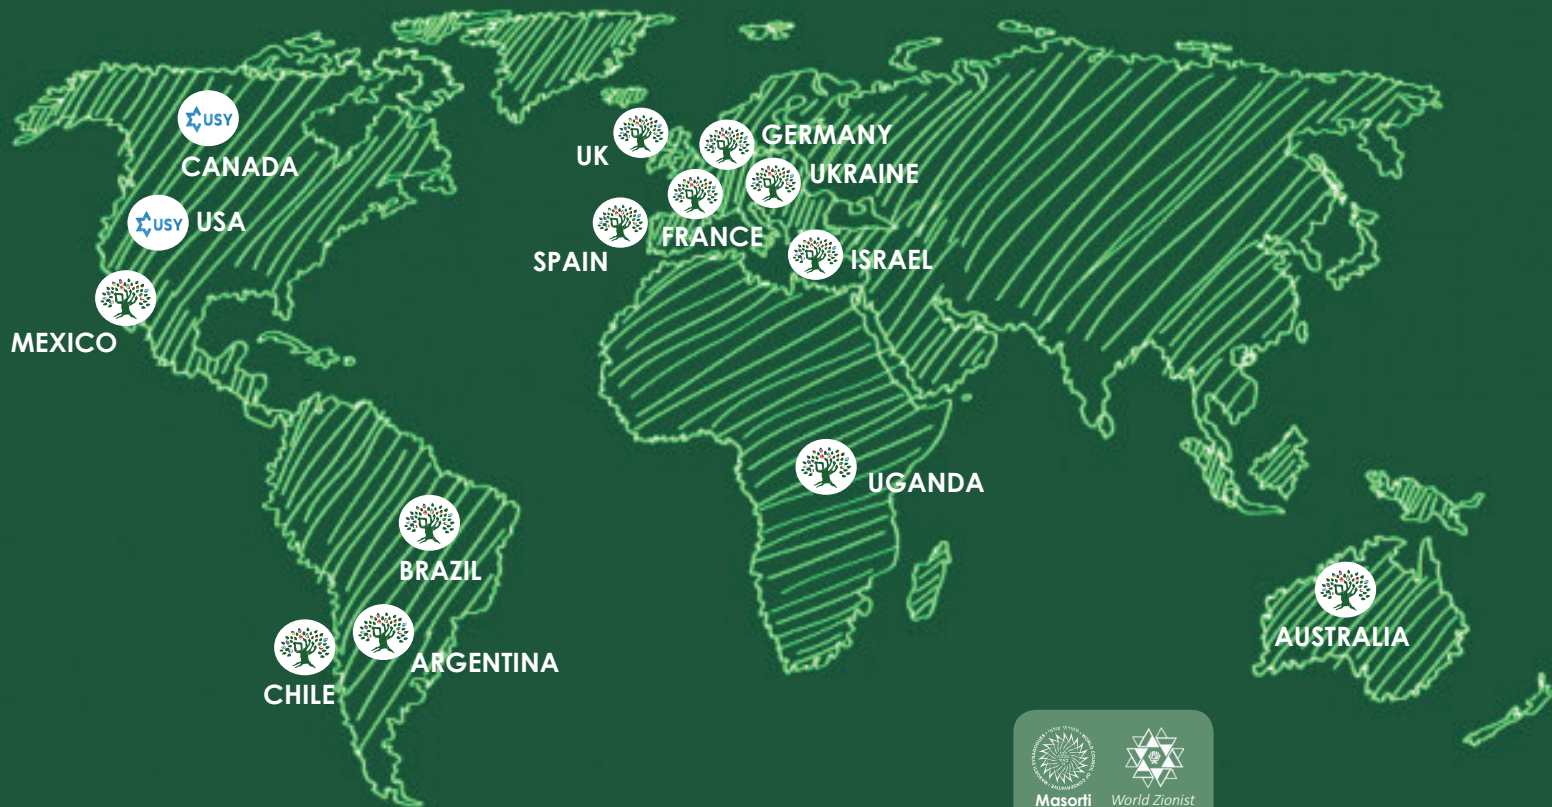 USY
CANADA
USY USA
MEXICO
UK
GERMANY
UKRAINE
FRANCE
SPAIN
ISRAEL
UGANDA
BRAZIL
ARGENTINA
CHILE
AUSTRALIA
Masorti World Zionist